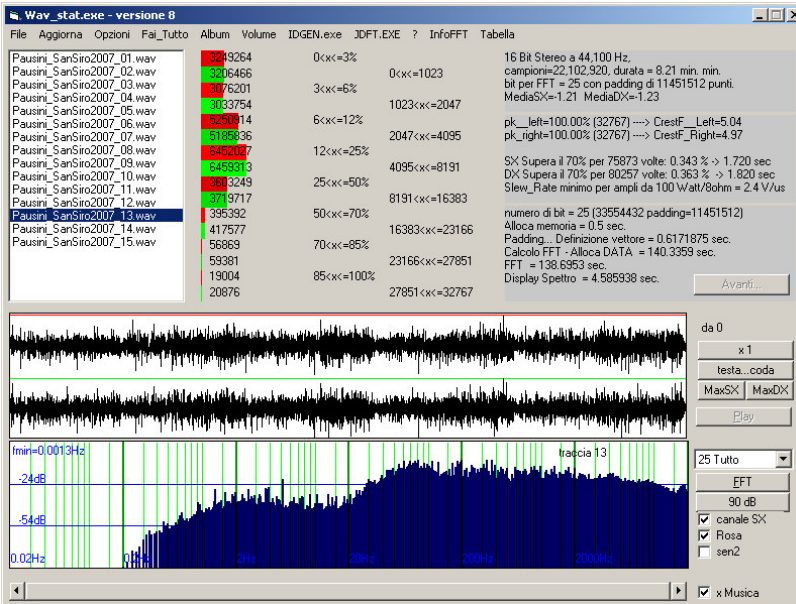 Wav_stat.exe - versione 8
File Aggiorna Opzioni Fai_Tutto Album Volume IDGEN.exe JDFT.EXE ? InfoFFT Tabella
Pausini_SanSiro2007_01.wav
Pausini_SanSiro2007_02.wav
Pausini_SanSiro2007_03.wav
Pausini_SanSiro2007_04.wav
Pausini_SanSiro2007_05.wav
Pausini_SanSiro2007_06.wav
Pausini_SanSiro2007_07.wav
Pausini_SanSiro2007_08.wav
Pausini_SanSiro2007_09.wav
Pausini_SanSiro2007_10.wav
Pausini_SanSiro2007_11.wav
Pausini_SanSiro2007_12.wav
Pausini_SanSiro2007_13.wav
Pausini_SanSiro2007_14.wav
Pausini_SanSiro2007_15.wav
3249264 0<x<=3%
3206466 0<x<=1023
3076201 3<x<=6%
3033754 1023<x<=2047
5250914 6<x<=12%
5185836 2047<x<=4095
6452027 12<x<=25%
6459313 4095<x<=8191
3603249 25<x<=50%
3719717 8191<x<=16383
395392 50<x<=70%
417577 16383<x<=23166
56869 70<x<=85%
59381 23166<x<=27851
19004 85<x<=100%
20876 27851<x<=32767
16 Bit Stereo a 44,100 Hz,
campioni=22,102,920, durata = 8.21 min. min.
bit per FFT = 25 con padding di 11451512 punti.
MediaSX=-1.21 MediaDX=-1.23
pk__left=100.00% (32767) ----> CrestF__Left=5.04
pk_right=100.00% (32767) ----> CrestF_Right=4.97
SX Supera il 70% per 75873 volte: 0.343 % -> 1.720 sec
DX Supera il 70% per 80257 volte: 0.363 % -> 1.820 sec
Slew_Rate minimo per ampli da 100 Watt/8ohm = 2.4 V/us
numero di bit = 25 (33554432 padding=11451512)
Alloca memoria = 0.5 sec.
Padding... Definizione vettore = 0.6171875 sec.
Calcolo FFT - Alloca DATA = 140.3359 sec.
FFT = 138.6953 sec.
Display Spettro = 4.585938 sec.
Avanti...
da 0
x 1
testa...coda
MaxSX MaxDX
Play
fmin=0.0013Hz
traccia 13
-24dB
-54dB
0.02Hz 0.2Hz 2Hz 20Hz 200Hz 2000Hz
25 Tutto
FFT
90 dB
canale SX
Rosa
sen2
x Musica